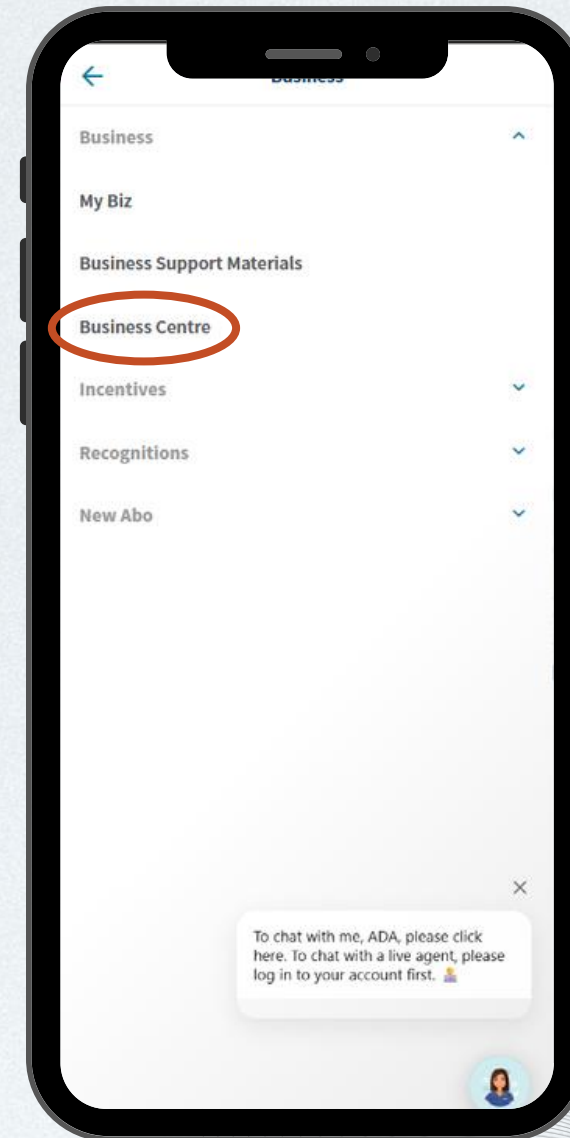 Business
Business
My Biz
Business Support Materials
Business Centre
Incentives
Recognitions
New Abo
To chat with me, ADA, please click
here. To chat with a live agent, please
log in to your account first.